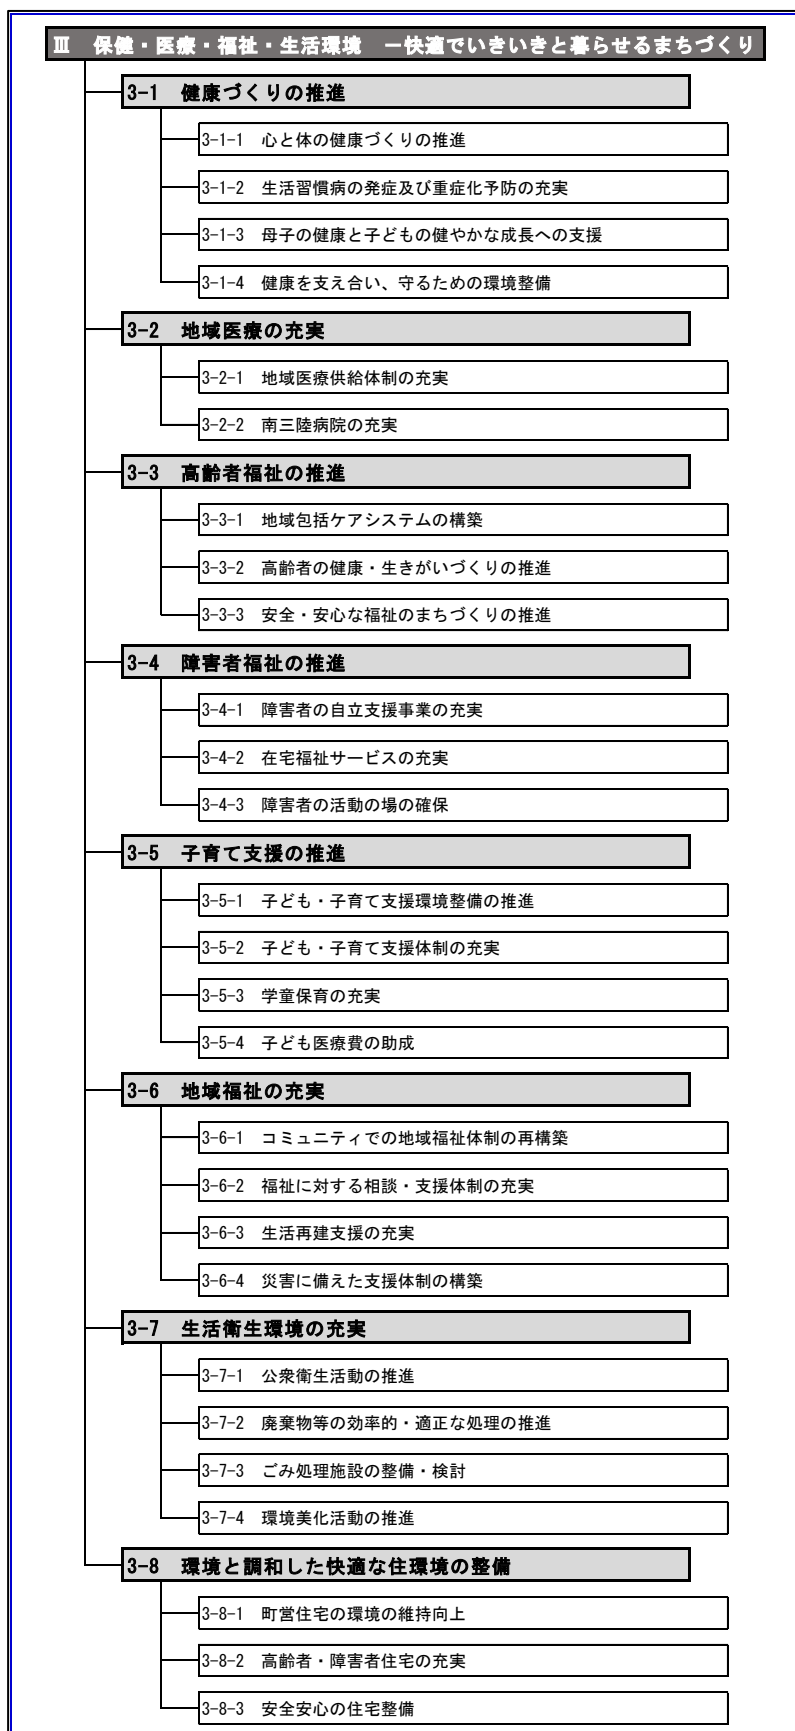 Ⅲ　保健・医療・福祉・生活環境　ー快適でいきいきと暮らせるまちづくり
3-1　健康づくりの推進
3-1-1　心と体の健康づくりの推進
3-1-2　生活習慣病の発症及び重症化予防の充実
3-1-3　母子の健康と子どもの健やかな成長への支援
3-1-4　健康を支え合い、守るための環境整備
3-2　地域医療の充実
3-2-1　地域医療供給体制の充実
3-2-2　南三陸病院の充実
3-3　高齢者福祉の推進
3-3-1　地域包括ケアシステムの構築
3-3-2　高齢者の健康・生きがいづくりの推進
3-3-3　安全・安心な福祉のまちづくりの推進
3-4　障害者福祉の推進
3-4-1　障害者の自立支援事業の充実
3-4-2　在宅福祉サービスの充実
3-4-3　障害者の活動の場の確保
3-5　子育て支援の推進
3-5-1　子ども・子育て支援環境整備の推進
3-5-2　子ども・子育て支援体制の充実
3-5-3　学童保育の充実
3-5-4　子ども医療費の助成
3-6　地域福祉の充実
3-6-1　コミュニティでの地域福祉体制の再構築
3-6-2　福祉に対する相談・支援体制の充実
3-6-3　生活再建支援の充実
3-6-4　災害に備えた支援体制の構築
3-7　生活衛生環境の充実
3-7-1　公衆衛生活動の推進
3-7-2　廃棄物等の効率的・適正な処理の推進
3-7-3　ごみ処理施設の整備・検討
3-7-4　環境美化活動の推進
3-8　環境と調和した快適な住環境の整備
3-8-1　町営住宅の環境の維持向上
3-8-2　高齢者・障害者住宅の充実
3-8-3　安全安心の住宅整備